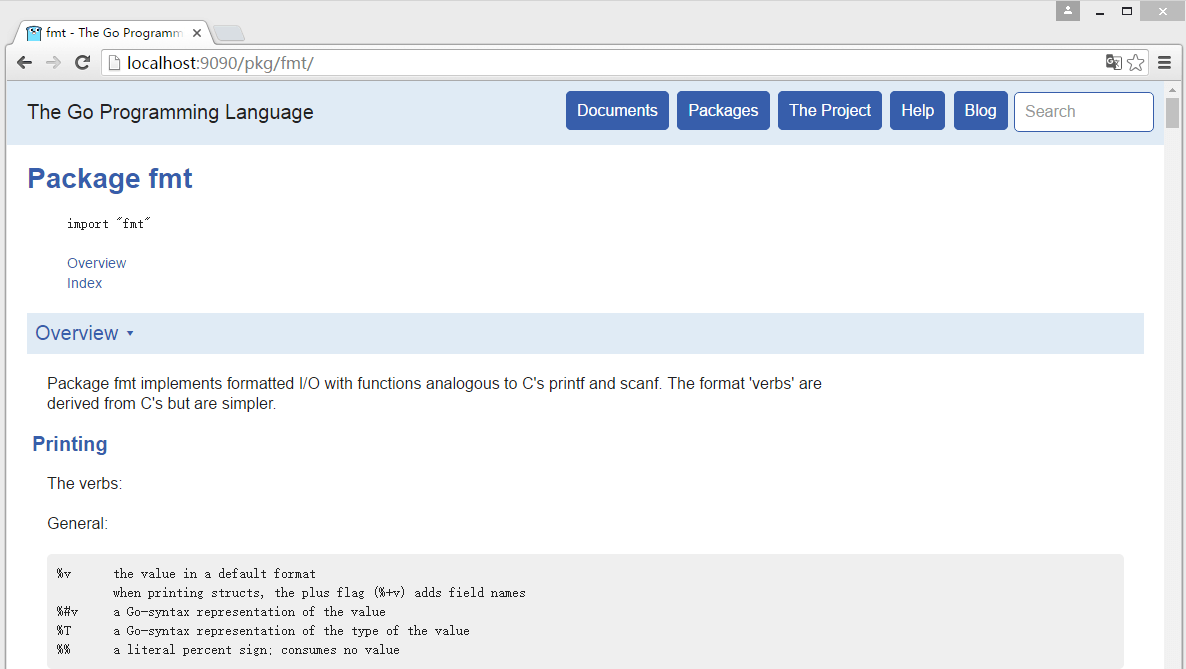 fmt - The Go Programm
localhost:9090/pkg/fmt/
The Go Programming Language
Documents
Packages
The Project
Help
Blog
Search
Package fmt
import "fmt"
Overview
Index
Overview
Package fmt implements formatted I/O with functions analogous to C's printf and scanf. The format 'verbs' are
derived from C's but are simpler.
Printing
The verbs:
General:
%v the value in a default format
when printing structs, the plus flag (%+v) adds field names
%#v a Go-syntax representation of the value
%T a Go-syntax representation of the type of the value
%% a literal percent sign; consumes no value